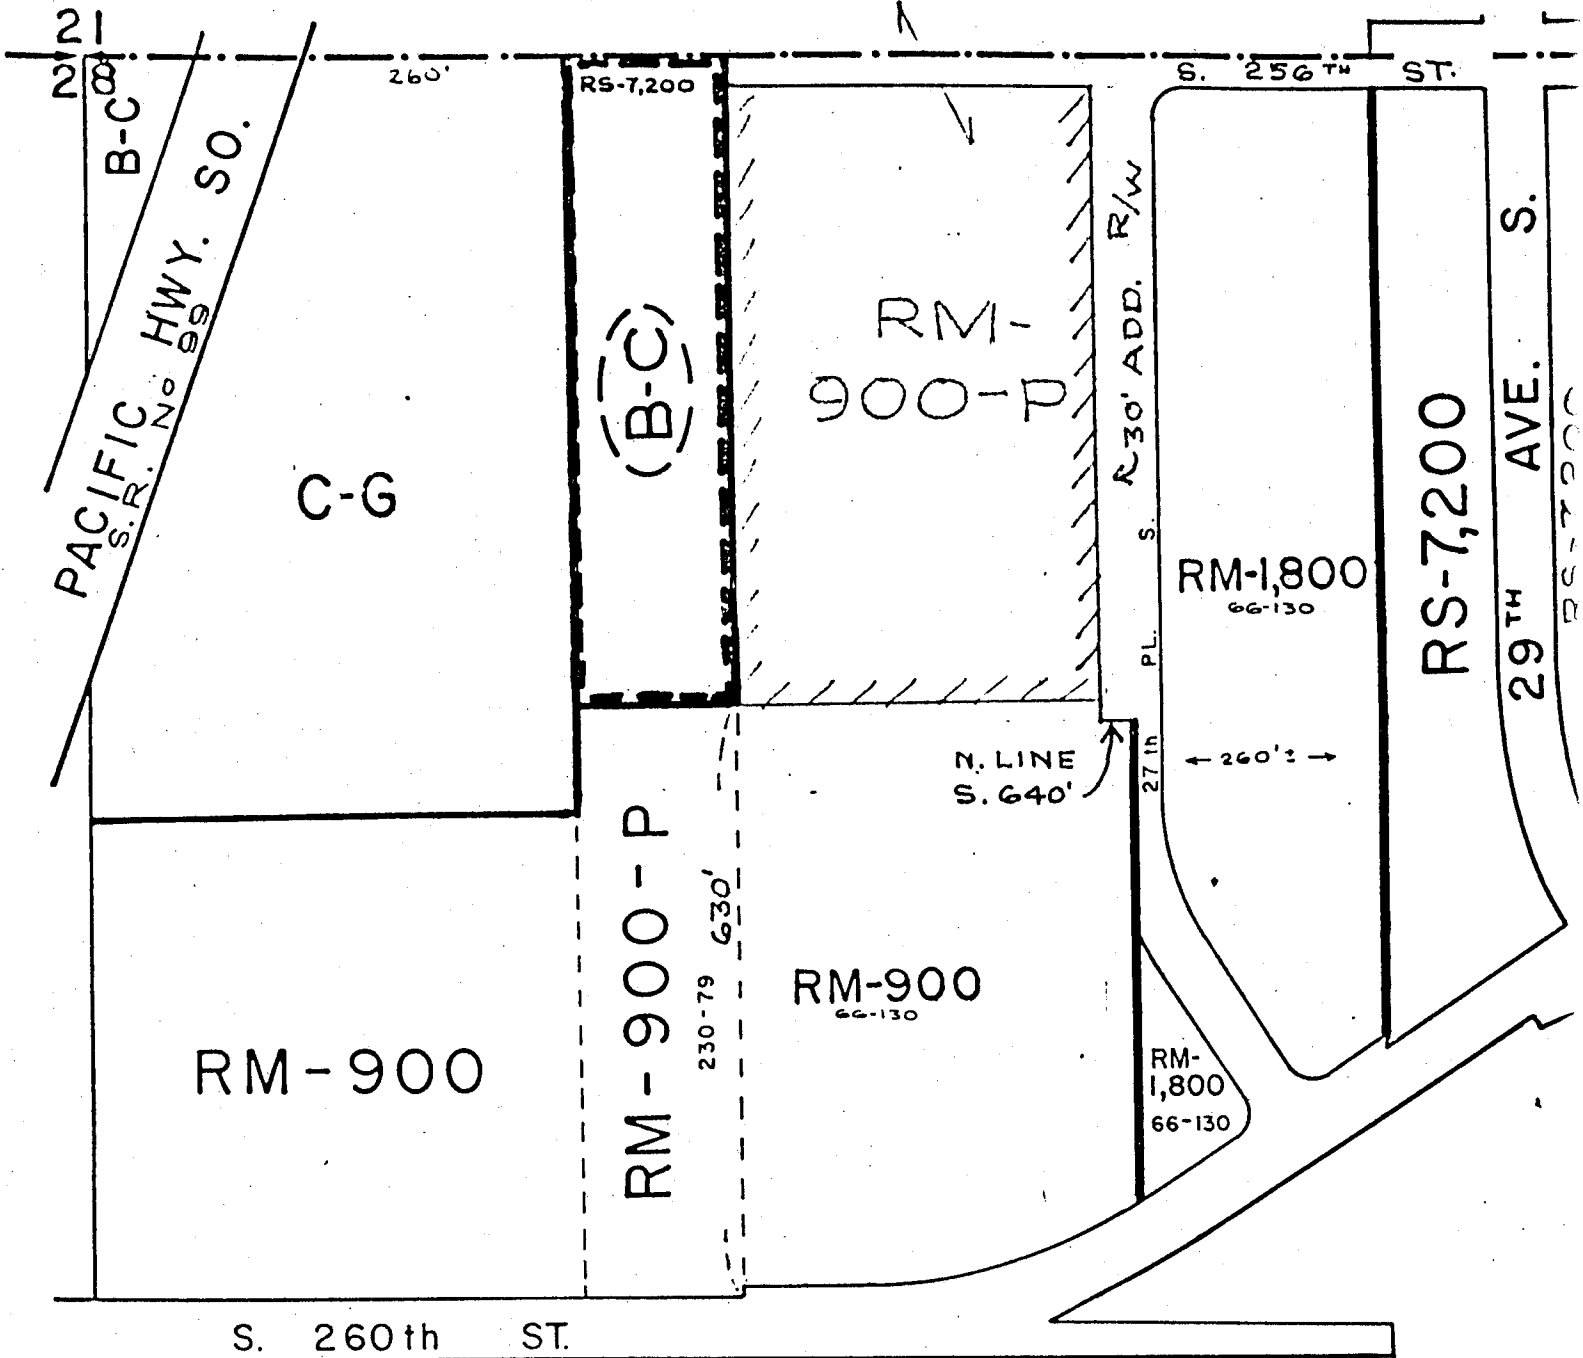 21
28
B-C
PACIFIC HWY. SO.
S.R. No 99
260'
RS-7,200
(B-C)
C-G
RM-
900-P
30' ADD. R/W
S. 256TH ST.
27th PL. S.
RM-1,800
66-130
260'±
RS-7,200
29TH AVE. S.
RS-7200
N. LINE
S. 640'
RM-900
RM-900-P
230-79
630'
RM-900
66-130
RM-
1,800
66-130
S. 260th ST.